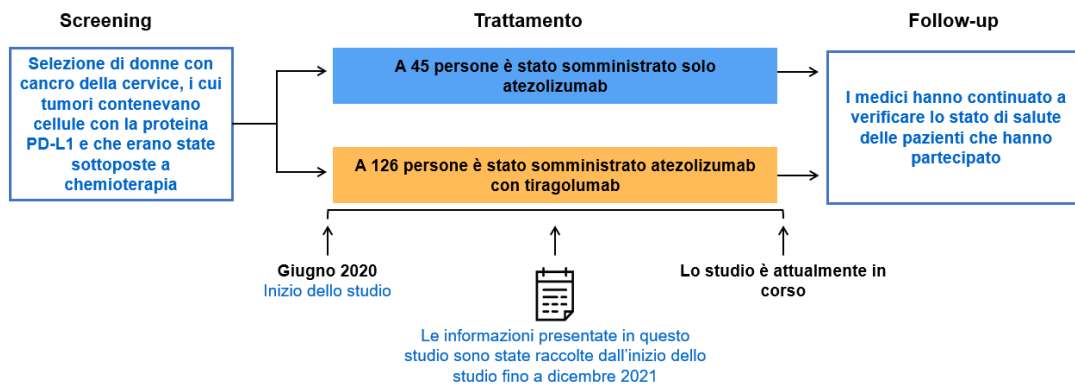 Screening
Trattamento
Follow-up
Selezione di donne con
cancro della cervice, i cui
tumori contenevano
cellule con la proteina
PD-L1 e che erano state
sottoposte a
chemioterapia
A 45 persone è stato somministrato solo
atezolizumab
A 126 persone è stato somministrato atezolizumab
con tiragolumab
I medici hanno continuato a
verificare lo stato di salute
delle pazienti che hanno
partecipato
Giugno 2020
Inizio dello studio
Lo studio è attualmente in
corso
Le informazioni presentate in questo
studio sono state raccolte dall'inizio dello
studio fino a dicembre 2021